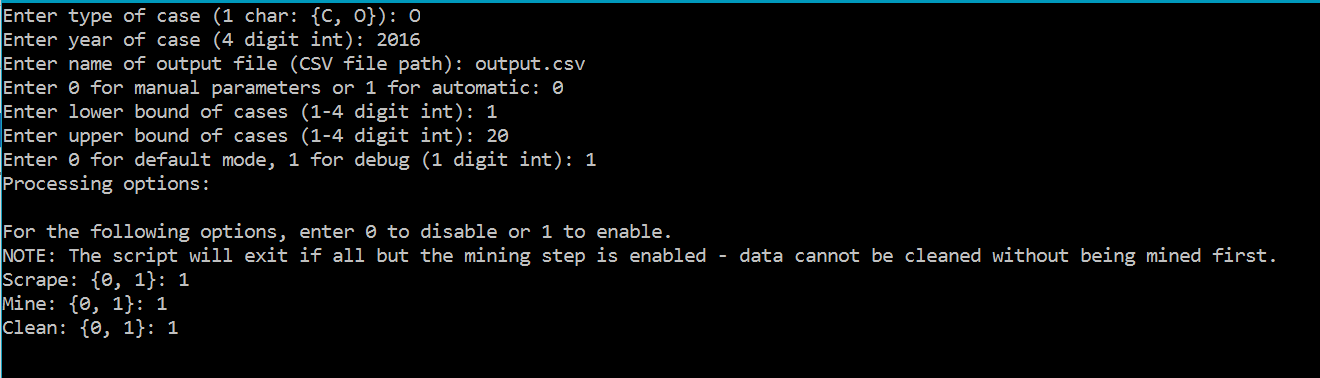 Enter type of case (1 char: {C, O}): O
Enter year of case (4 digit int): 2016
Enter name of output file (CSV file path): output.csv
Enter 0 for manual parameters or 1 for automatic: 0
Enter lower bound of cases (1-4 digit int): 1
Enter upper bound of cases (1-4 digit int): 20
Enter 0 for default mode, 1 for debug (1 digit int): 1
Processing options:
For the following options, enter 0 to disable or 1 to enable.
NOTE: The script will exit if all but the mining step is enabled - data cannot be cleaned without being mined first.
Scrape: {0, 1}: 1
Mine: {0, 1}: 1
Clean: {0, 1}: 1